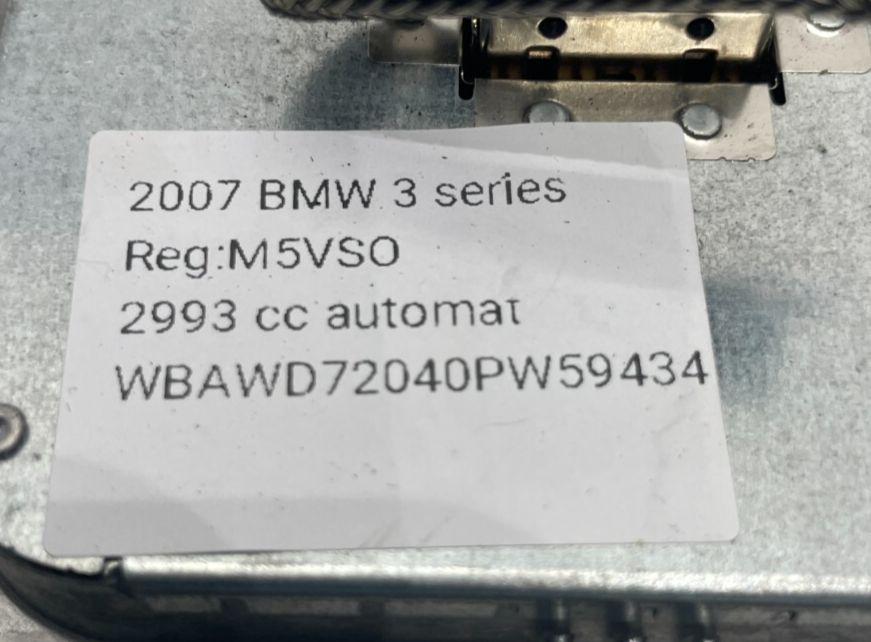 2007 BMW 3 series
Reg:M5VSO
2993 cc automat
WBAWD72040PW59434